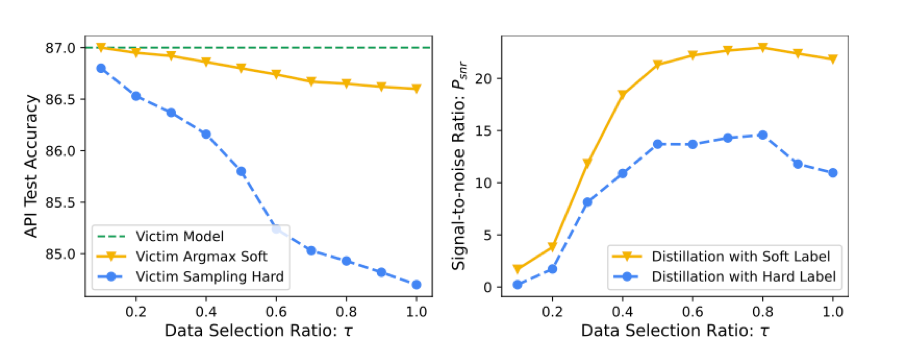 API Test Accuracy
87.0
86.5
86.0
85.5
85.0
Victim Model
Victim Argmax Soft
Victim Sampling Hard
0.2 0.4 0.6 0.8 1.0
Data Selection Ratio: τ
Signal-to-noise Ratio: P_snr
20
15
10
5
0
Distillation with Soft Label
Distillation with Hard Label
0.2 0.4 0.6 0.8 1.0
Data Selection Ratio: τ